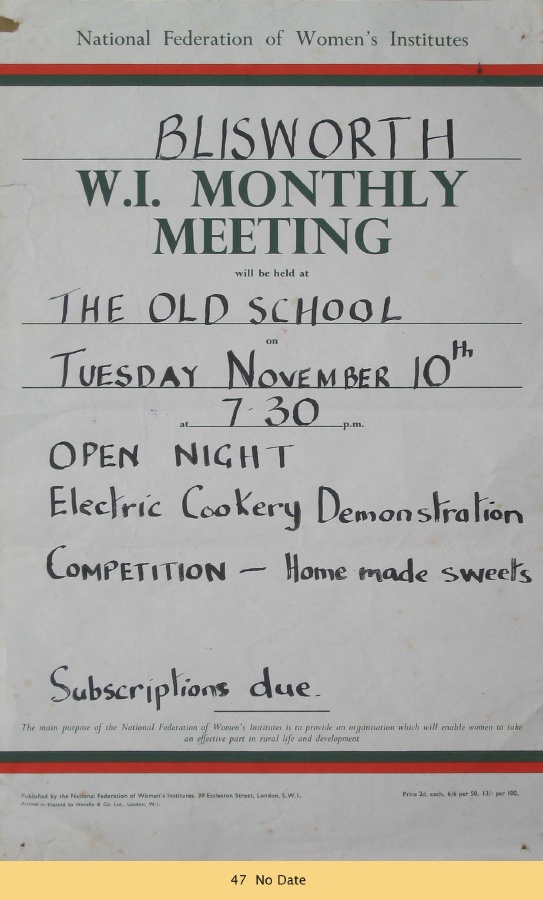 National Federation of Women's Institutes
BLISWORTH
W.I. MONTHLY
MEETING
will be held at
THE OLD SCHOOL
on
TUESDAY NOVEMBER 10th
at 7.30 p.m.
OPEN NIGHT
Electric Cookery Demonstration
COMPETITION – Home made sweets
Subscriptions due.
The main purpose of the National Federation of Women's Institutes is to provide an organisation which will enable women to take
an effective part in rural life and development
Published by the National Federation of Women's Institutes, 39 Eccleston Street, London, S.W.1. Price 2d. each. 6/6 per 50. 13/- per 100.
Printed in England by Novello & Co. Ltd., London, W.1.
47 No Date